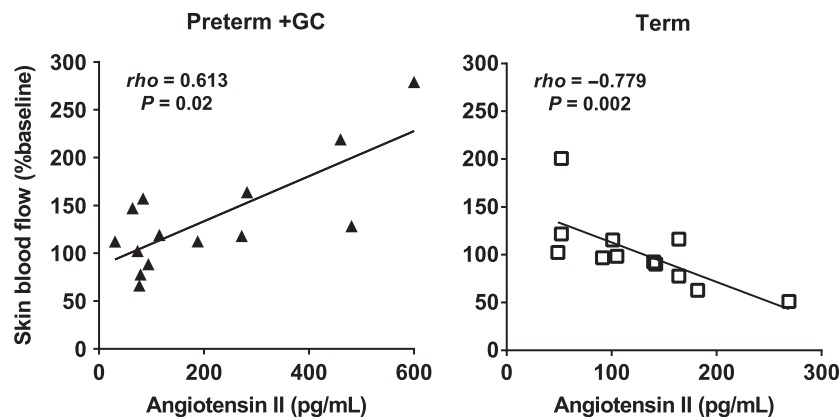 Preterm +GC
Term
Skin blood flow (%baseline)
300
250
200
150
100
50
0
rho = 0.613
P = 0.02
0
200
400
600
Angiotensin II (pg/mL)
300
250
200
150
100
50
0
rho = −0.779
P = 0.002
0
100
200
300
Angiotensin II (pg/mL)